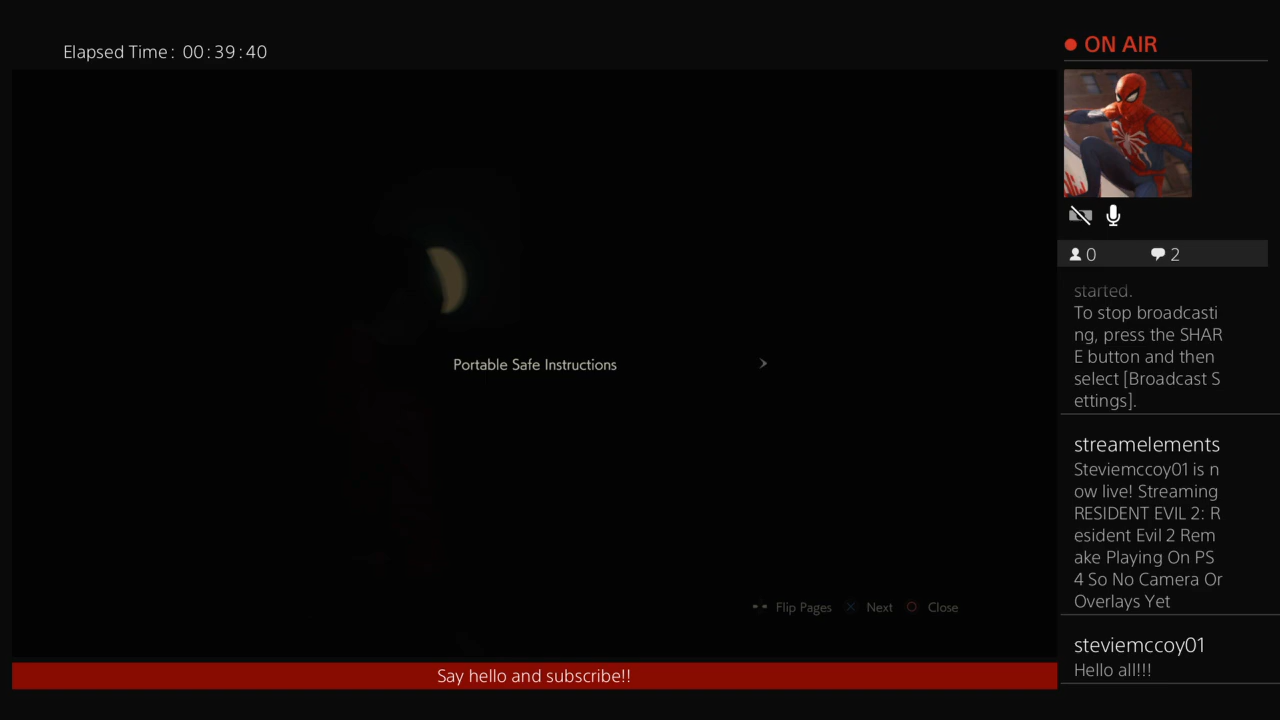 Elapsed Time: 00:39:40
ON AIR
0
2
started.
To stop broadcasti
ng, press the SHAR
E button and then
select [Broadcast S
ettings].
streamelements
Steviemccoy01 is n
ow live! Streaming
RESIDENT EVIL 2: R
esident Evil 2 Rem
ake Playing On PS
4 So No Camera Or
Overlays Yet
steviemccoy01
Hello all!!!
Portable Safe Instructions
Flip Pages Next Close
Say hello and subscribe!!